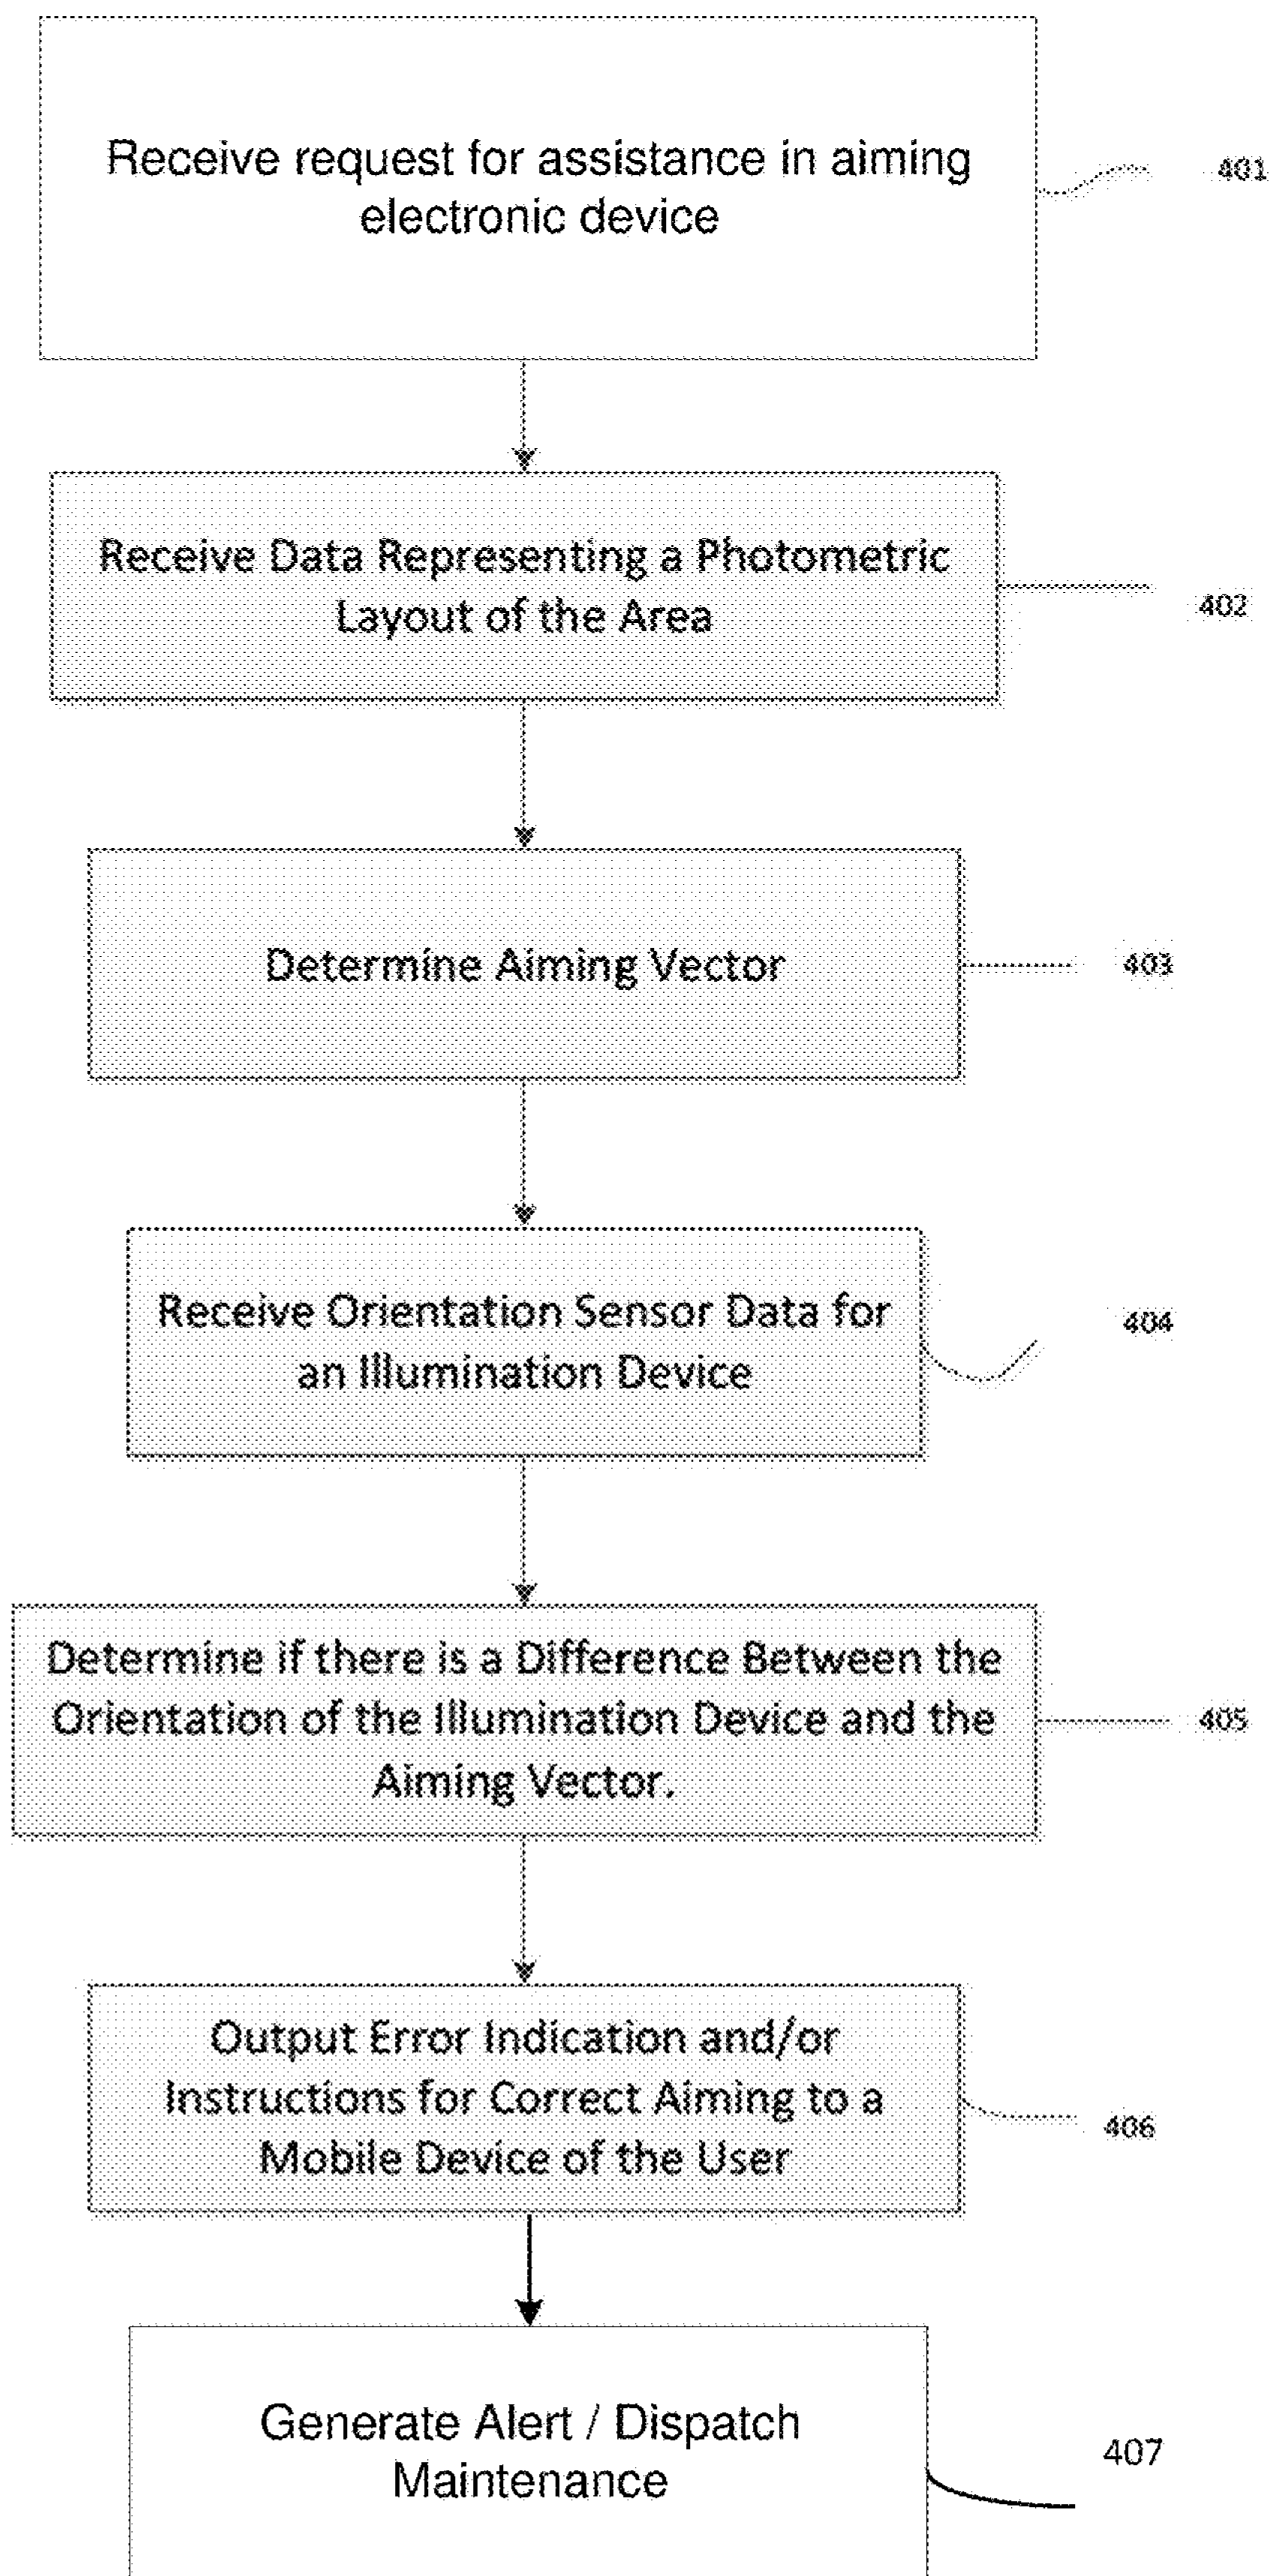 Receive request for assistance in aiming
electronic device
401
Receive Data Representing a Photometric
Layout of the Area
402
Determine Aiming Vector
403
Receive Orientation Sensor Data for
an Illumination Device
404
Determine if there is a Difference Between the
Orientation of the Illumination Device and the
Aiming Vector.
405
Output Error Indication and/or
Instructions for Correct Aiming to a
Mobile Device of the User
406
Generate Alert / Dispatch
Maintenance
407